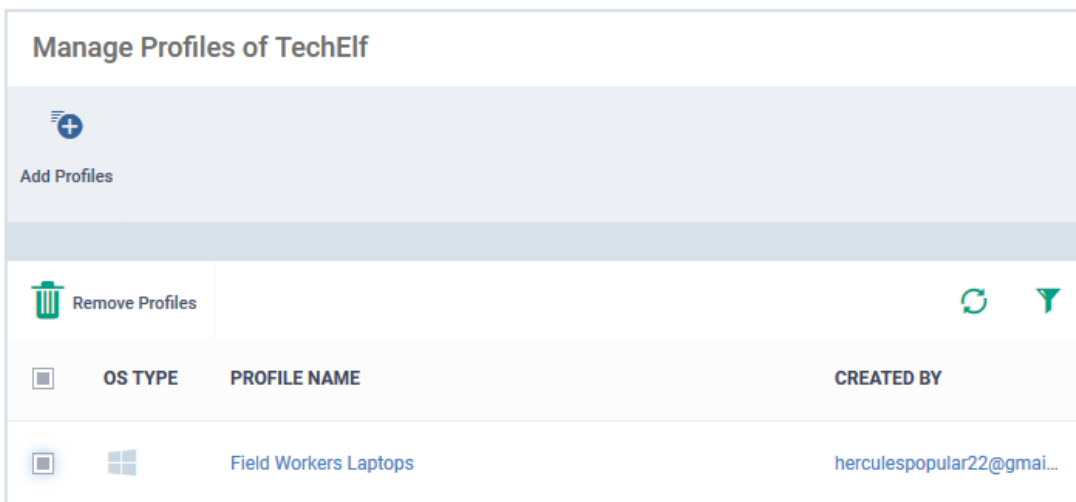 Manage Profiles of TechElf
Add Profiles
Remove Profiles
OS TYPE PROFILE NAME CREATED BY
Field Workers Laptops herculespopular22@gmai...